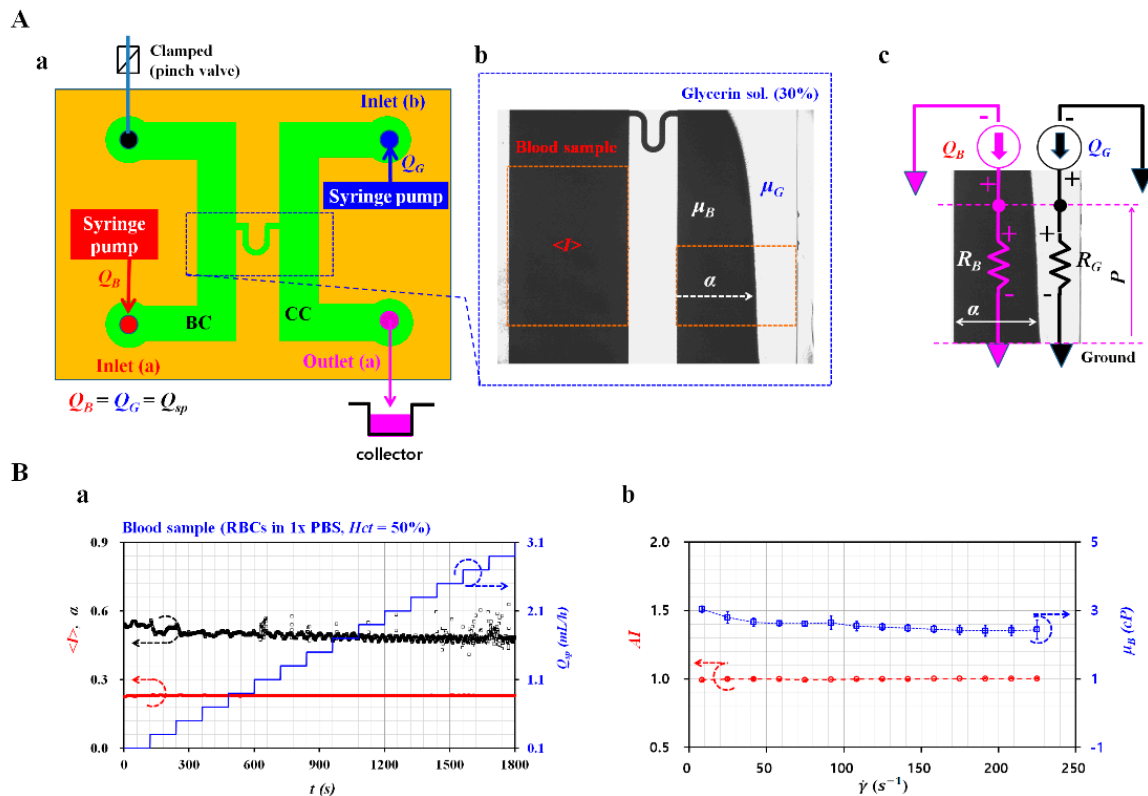 A
a
Clamped
(pinch valve)
Inlet (b)
Q_G
Syringe pump
Syringe
pump
Q_B
BC
CC
Inlet (a)
Outlet (a)
Q_B = Q_G = Q_sp
collector
b
Glycerin sol. (30%)
Blood sample
μ_B
μ_G
<I>
α
c
Q_B
Q_G
-
-
+
+
+
+
R_B
R_G
P
-
-
α
Ground
B
a
Blood sample (RBCs in 1x PBS, Hct = 50%)
0.9
0.6
0.3
0.0
<I>, α
3.1
2.1
1.1
0.1
Q_sp (mL/h)
0 300 600 900 1200 1500 1800
t (s)
b
2.0
1.5
1.0
0.5
AI
5
3
1
-1
μ_B (cP)
0 50 100 150 200 250
γ̇ (s⁻¹)